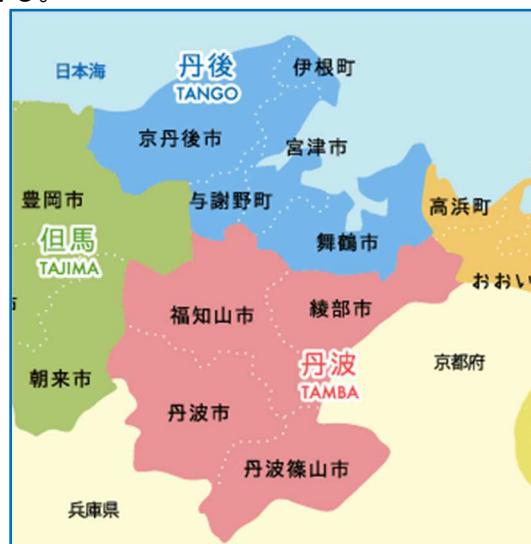 日本海
丹後
TANGO
伊根町
京丹後市
宮津市
豊岡市
与謝野町
高浜町
但馬
TAJIMA
舞鶴市
おおい
福知山市
綾部市
朝来市
丹波
TAMBA
京都府
丹波市
丹波篠山市
兵庫県